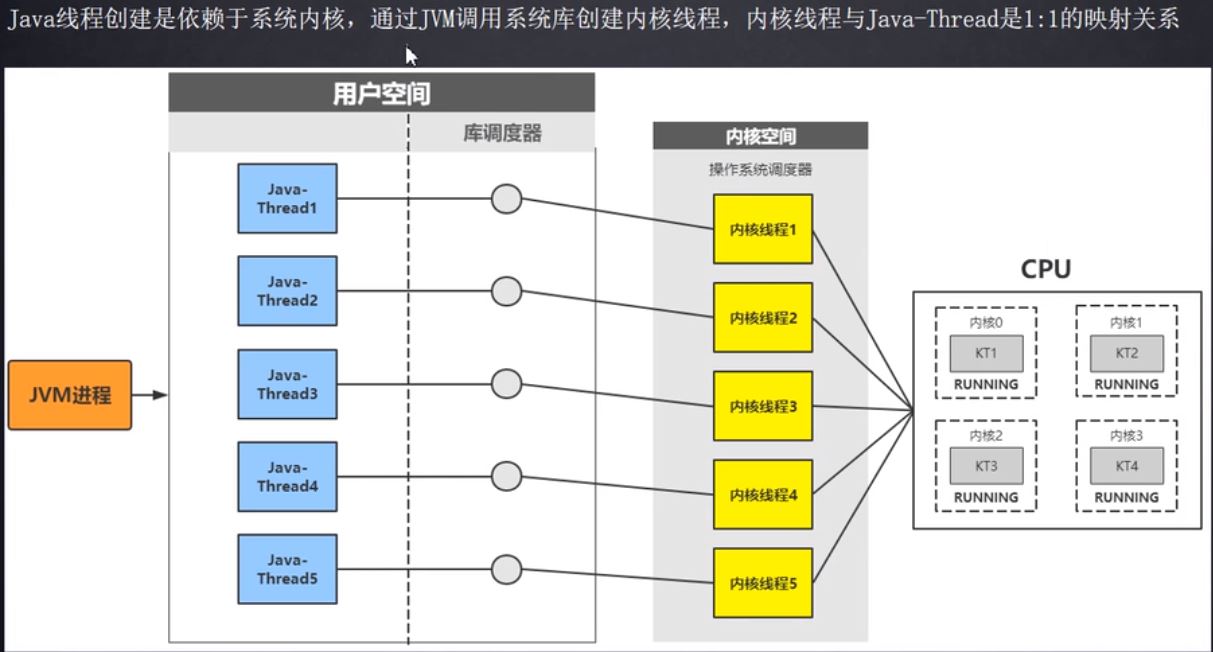 Java线程创建是依赖于系统内核，通过JVM调用系统库创建内核线程，内核线程与Java-Thread是1:1的映射关系
用户空间
库调度器
内核空间
操作系统调度器
Java-
Thread1
内核线程1
Java-
Thread2
内核线程2
Java-
Thread3
内核线程3
Java-
Thread4
内核线程4
Java-
Thread5
内核线程5
JVM进程
CPU
内核0
KT1
RUNNING
内核1
KT2
RUNNING
内核2
KT3
RUNNING
内核3
KT4
RUNNING